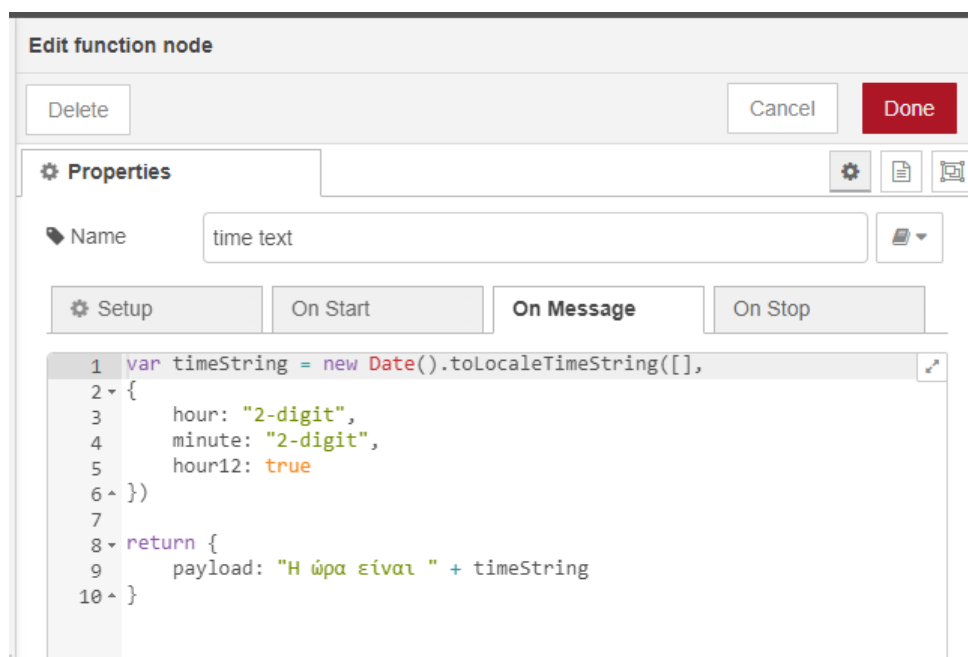 Edit function node
Delete
Cancel
Done
Properties
Name
time text
Setup
On Start
On Message
On Stop
1 var timeString = new Date().toLocaleTimeString([],
2 {
3     hour: "2-digit",
4     minute: "2-digit",
5     hour12: true
6 })
7
8 return {
9     payload: "Η ώρα είναι " + timeString
10 }